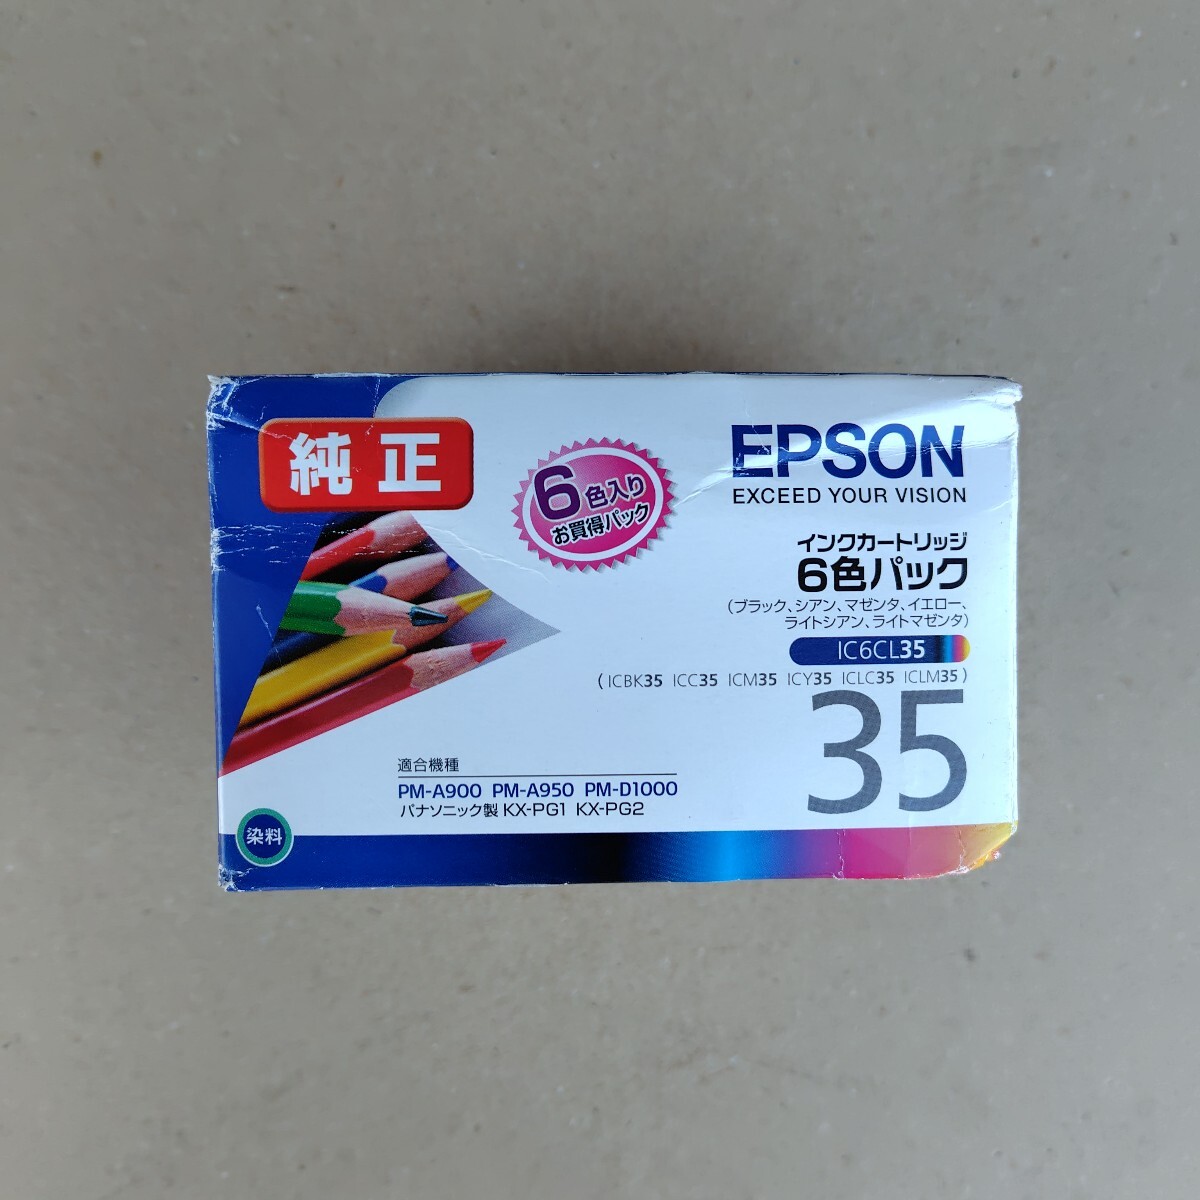 純正
6色入り
お買得パック
EPSON
EXCEED YOUR VISION
インクカートリッジ
6色パック
(ブラック、シアン、マゼンタ、イエロー、
ライトシアン、ライトマゼンタ)
IC6CL35
(ICBK35 ICC35 ICM35 ICY35 ICLC35 ICLM35)
35
適合機種
PM-A900 PM-A950 PM-D1000
パナソニック製 KX-PG1 KX-PG2
染料